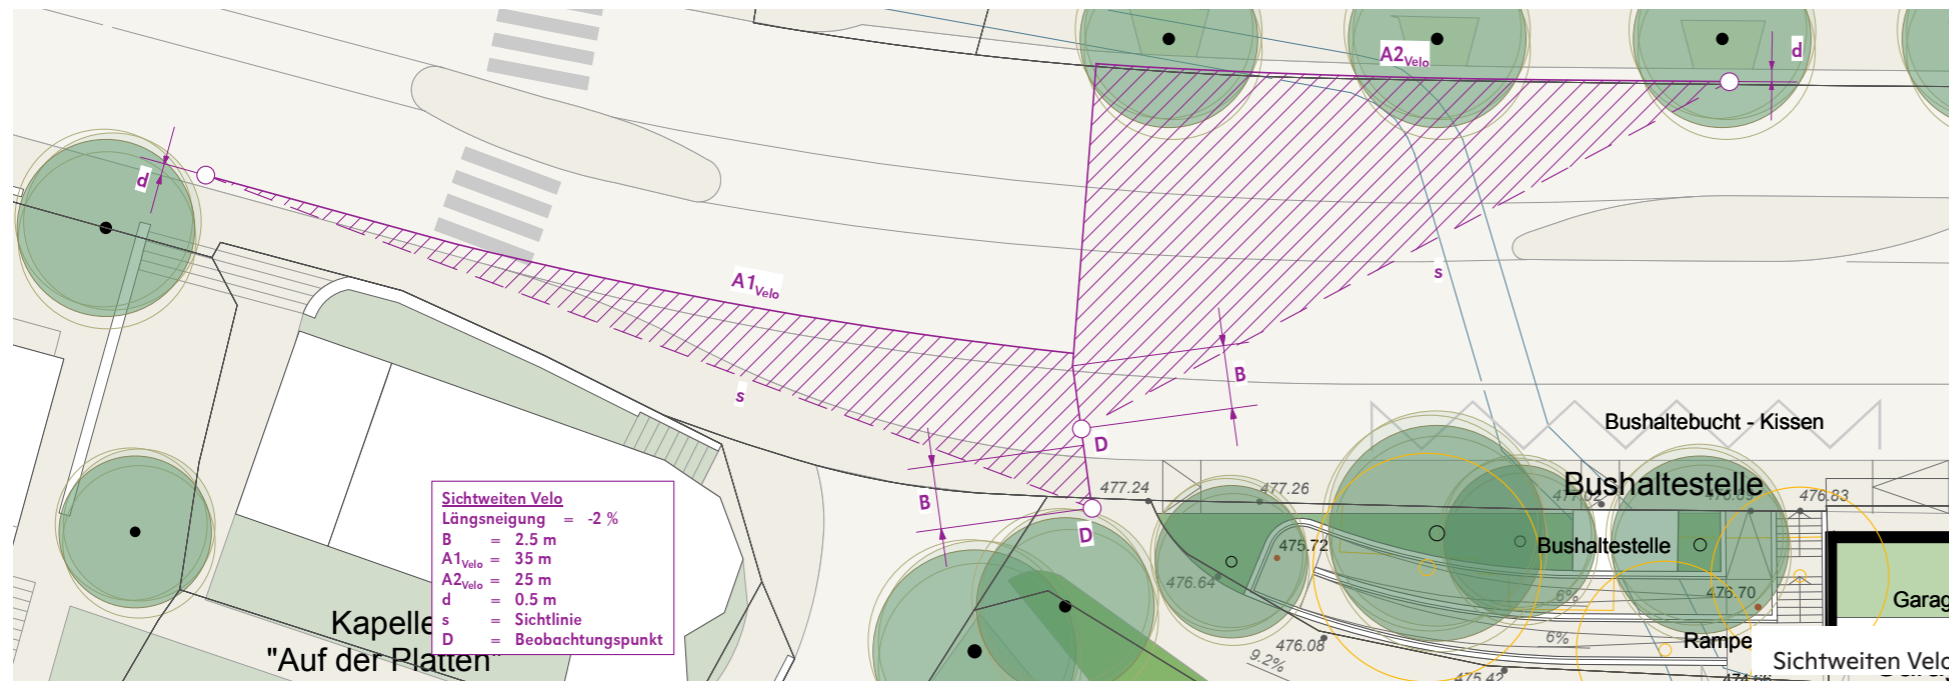 A2Velo
d
d
A1Velo
s
s
B
D
B
D
Bushaltebucht - Kissen
Bushaltestelle
477.24
477.26
476.83
475.72
Bushaltestelle
476.64
6%
476.70
Garag
6%
Rampe
476.08
9.2%
475.42
Sichtweiten Velo
Sichtweiten Velo
Längsneigung = -2 %
B = 2.5 m
A1Velo = 35 m
A2Velo = 25 m
d = 0.5 m
s = Sichtlinie
D = Beobachtungspunkt
Kapelle
"Auf der Platten"